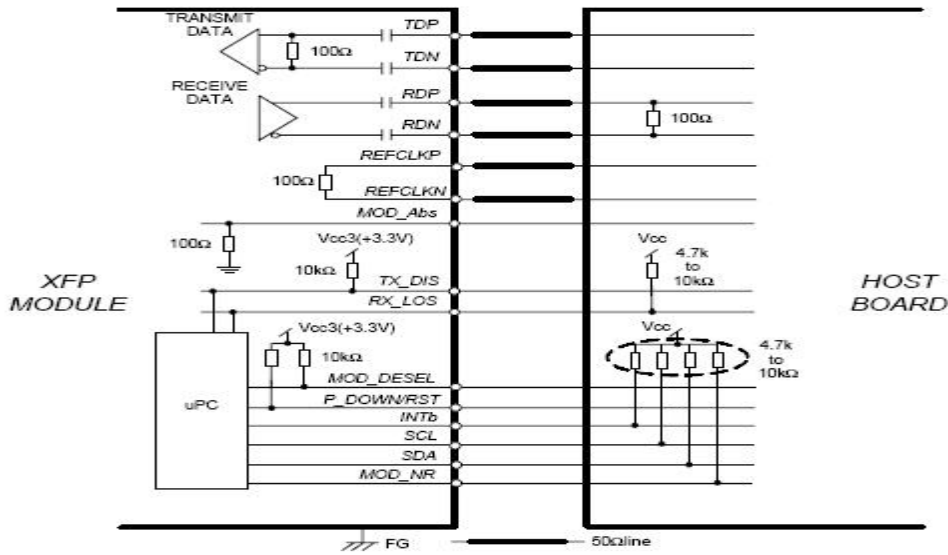 TRANSMIT
DATA
TDP
100Ω
TDN
RECEIVE
DATA
RDP
RDN
100Ω
REFCLKP
100Ω
REFCLKN
MOD_Abs
100Ω
Vcc3(+3.3V)
10kΩ
TX_DIS
RX_LOS
Vcc
4.7k
to
10kΩ
XFP
MODULE
HOST
BOARD
Vcc3(+3.3V)
10kΩ
MOD_DESEL
P_DOWN/RST
INTb
SCL
SDA
MOD_NR
uPC
Vcc
4.7k
to
10kΩ
FG
50Ωline